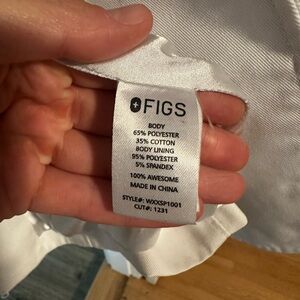 FIGS
BODY
65% POLYESTER
35% COTTON
BODY LINING
95% POLYESTER
5% SPANDEX
100% AWESOME
MADE IN CHINA
STYLE#: WXXSP1001
CUT#: 1231